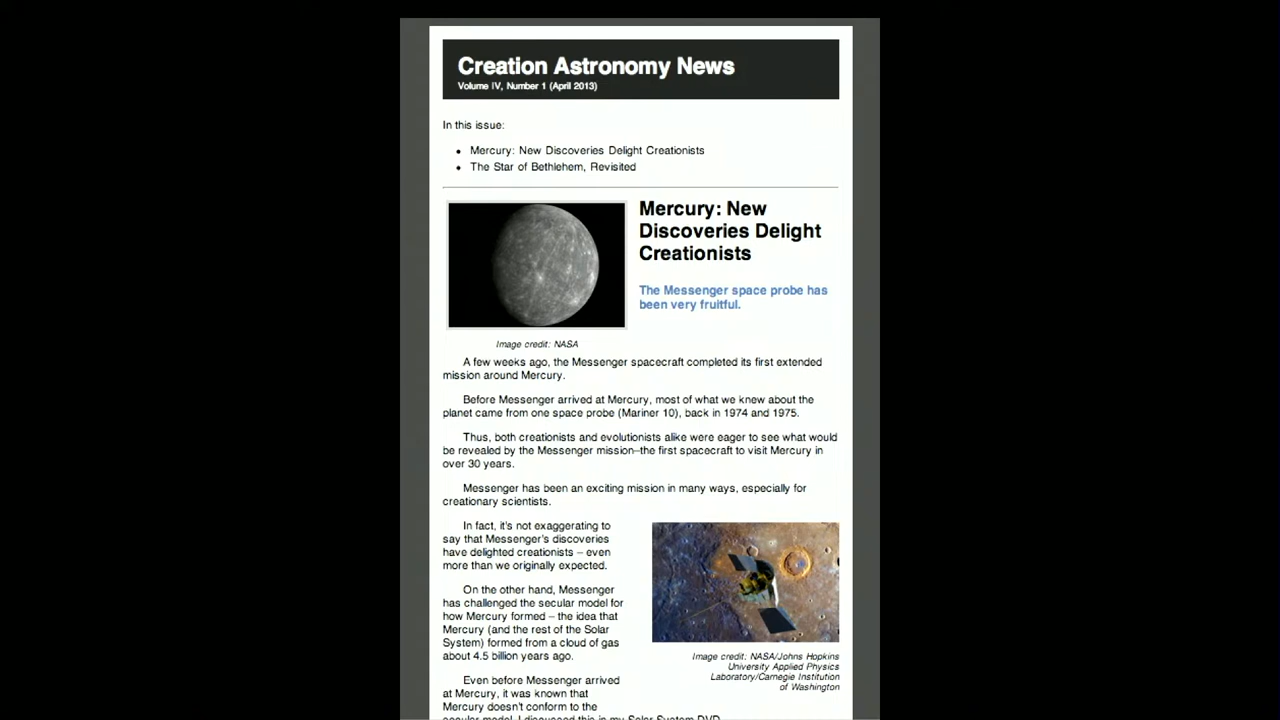 Creation Astronomy News
Volume IV, Number 1 (April 2013)
In this issue:
• Mercury: New Discoveries Delight Creationists
• The Star of Bethlehem, Revisited
Mercury: New
Discoveries Delight
Creationists
The Messenger space probe has
been very fruitful.
Image credit: NASA
A few weeks ago, the Messenger spacecraft completed its first extended
mission around Mercury.
Before Messenger arrived at Mercury, most of what we knew about the
planet came from one space probe (Mariner 10), back in 1974 and 1975.
Thus, both creationists and evolutionists alike were eager to see what would
be revealed by the Messenger mission–the first spacecraft to visit Mercury in
over 30 years.
Messenger has been an exciting mission in many ways, especially for
creationary scientists.
In fact, it's not exaggerating to
say that Messenger's discoveries
have delighted creationists – even
more than we originally expected.
On the other hand, Messenger
has challenged the secular model for
how Mercury formed – the idea that
Mercury (and the rest of the Solar
System) formed from a cloud of gas
about 4.5 billion years ago.
Image credit: NASA/Johns Hopkins
University Applied Physics
Laboratory/Carnegie Institution
of Washington
Even before Messenger arrived
at Mercury, it was known that
Mercury doesn't conform to the
secular model. I discussed this in my Solar System DVD